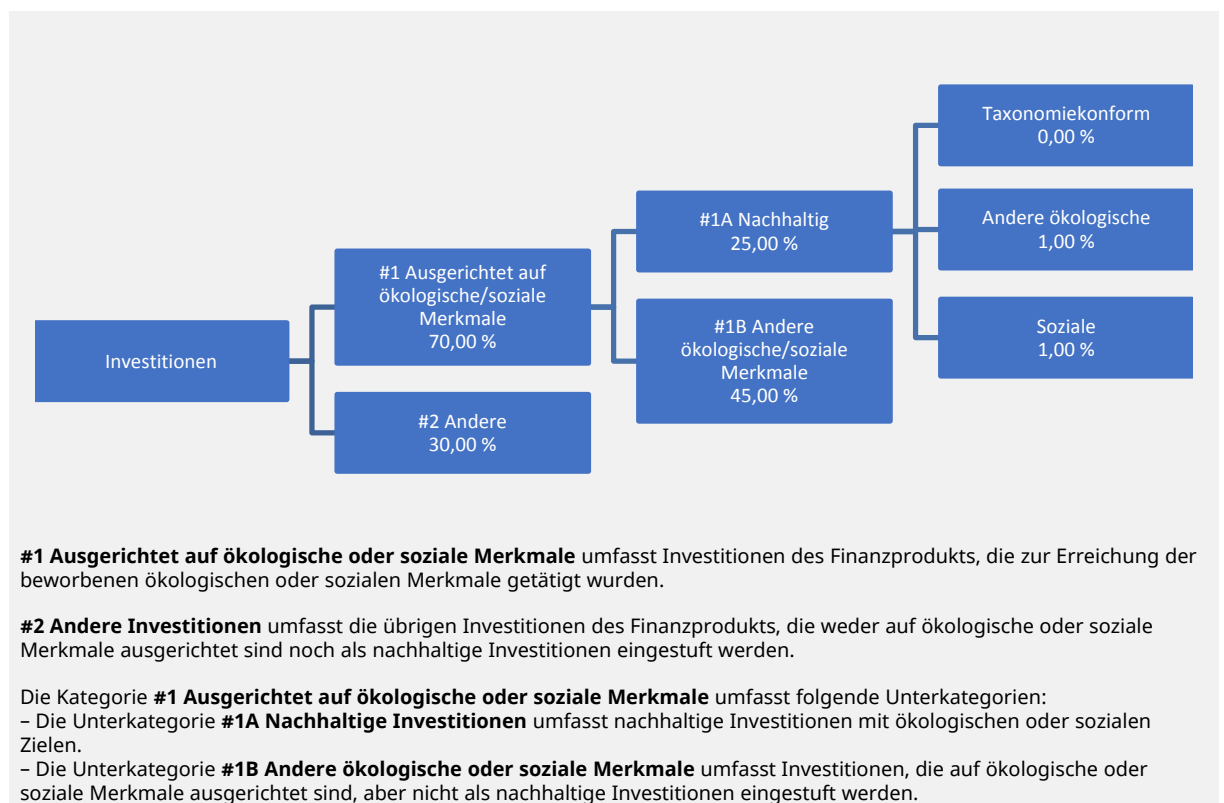 Investitionen
#1 Ausgerichtet auf
ökologische/soziale
Merkmale
70,00 %
#2 Andere
30,00 %
#1A Nachhaltig
25,00 %
#1B Andere
ökologische/soziale
Merkmale
45,00 %
Taxonomiekonform
0,00 %
Andere ökologische
1,00 %
Soziale
1,00 %
#1 Ausgerichtet auf ökologische oder soziale Merkmale umfasst Investitionen des Finanzprodukts, die zur Erreichung der
beworbenen ökologischen oder sozialen Merkmale getätigt wurden.
#2 Andere Investitionen umfasst die übrigen Investitionen des Finanzprodukts, die weder auf ökologische oder soziale
Merkmale ausgerichtet sind noch als nachhaltige Investitionen eingestuft werden.
Die Kategorie #1 Ausgerichtet auf ökologische oder soziale Merkmale umfasst folgende Unterkategorien:
– Die Unterkategorie #1A Nachhaltige Investitionen umfasst nachhaltige Investitionen mit ökologischen oder sozialen
Zielen.
– Die Unterkategorie #1B Andere ökologische oder soziale Merkmale umfasst Investitionen, die auf ökologische oder
soziale Merkmale ausgerichtet sind, aber nicht als nachhaltige Investitionen eingestuft werden.